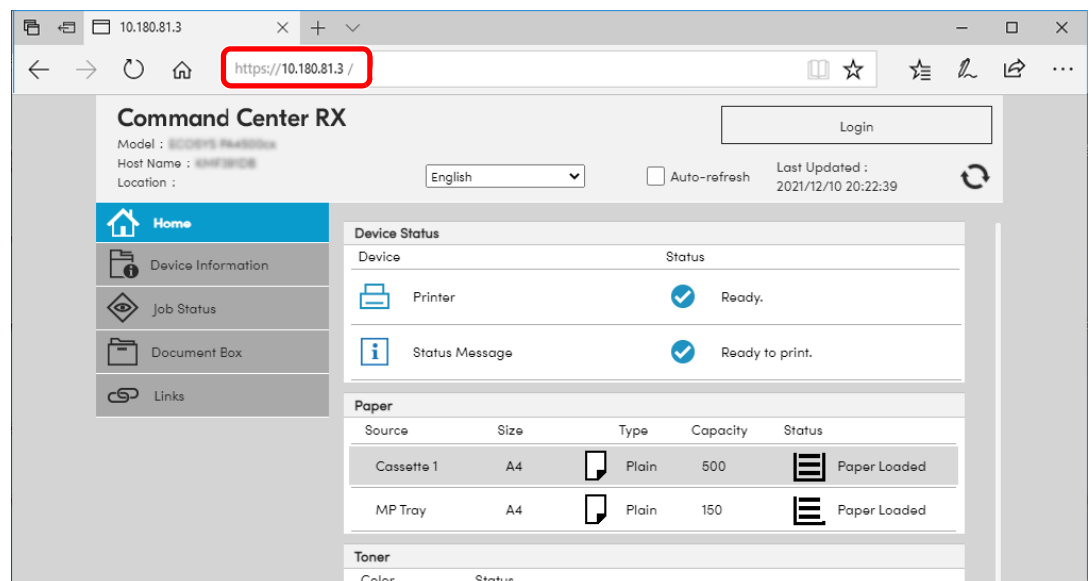 10.180.81.3
https://10.180.81.3 /
Command Center RX
Login
Model :
Host Name :
Location :
English
Auto-refresh
Last Updated :
2021/12/10 20:22:39
Home
Device Information
Job Status
Document Box
Links
Device Status
Device Status
Printer Ready.
i Status Message Ready to print.
Paper
Source Size Type Capacity Status
Cassette 1 A4 Plain 500 Paper Loaded
MP Tray A4 Plain 150 Paper Loaded
Toner
Color Status